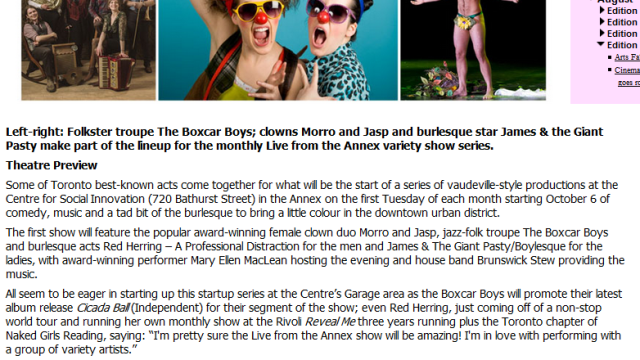 August
Edition
Edition
Edition
Edition
Arts Fa
Cinema
goes ro
Left-right: Folkster troupe The Boxcar Boys; clowns Morro and Jasp and burlesque star James & the Giant
Pasty make part of the lineup for the monthly Live from the Annex variety show series.
Theatre Preview
Some of Toronto best-known acts come together for what will be the start of a series of vaudeville-style productions at the
Centre for Social Innovation (720 Bathurst Street) in the Annex on the first Tuesday of each month starting October 6 of
comedy, music and a tad bit of the burlesque to bring a little colour in the downtown urban district.
The first show will feature the popular award-winning female clown duo Morro and Jasp, jazz-folk troupe The Boxcar Boys
and burlesque acts Red Herring – A Professional Distraction for the men and James & The Giant Pasty/Boylesque for the
ladies, with award-winning performer Mary Ellen MacLean hosting the evening and house band Brunswick Stew providing the
music.
All seem to be eager in starting up this startup series at the Centre's Garage area as the Boxcar Boys will promote their latest
album release Cicada Ball (Independent) for their segment of the show; even Red Herring, just coming off of a non-stop
world tour and running her own monthly show at the Rivoli Reveal Me three years running plus the Toronto chapter of
Naked Girls Reading, saying: "I'm pretty sure the Live from the Annex show will be amazing! I'm in love with performing with
a group of variety artists."